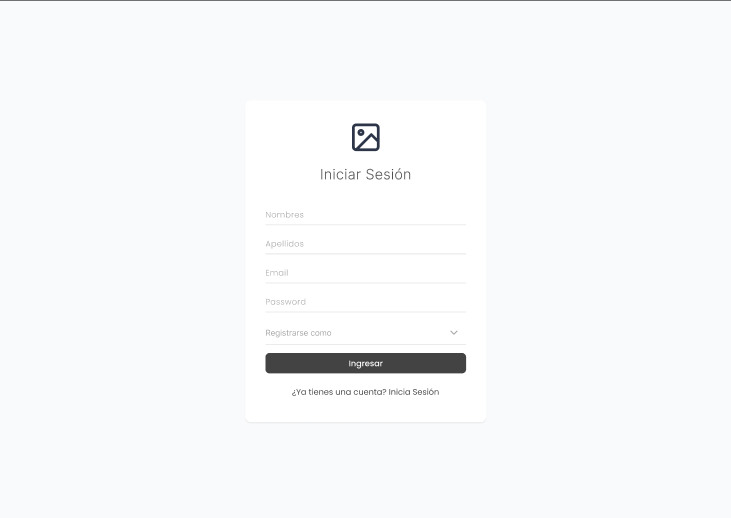 Iniciar Sesión
Nombres
Apellidos
Email
Password
Registrarse como
Ingresar
¿Ya tienes una cuenta? Inicia Sesión